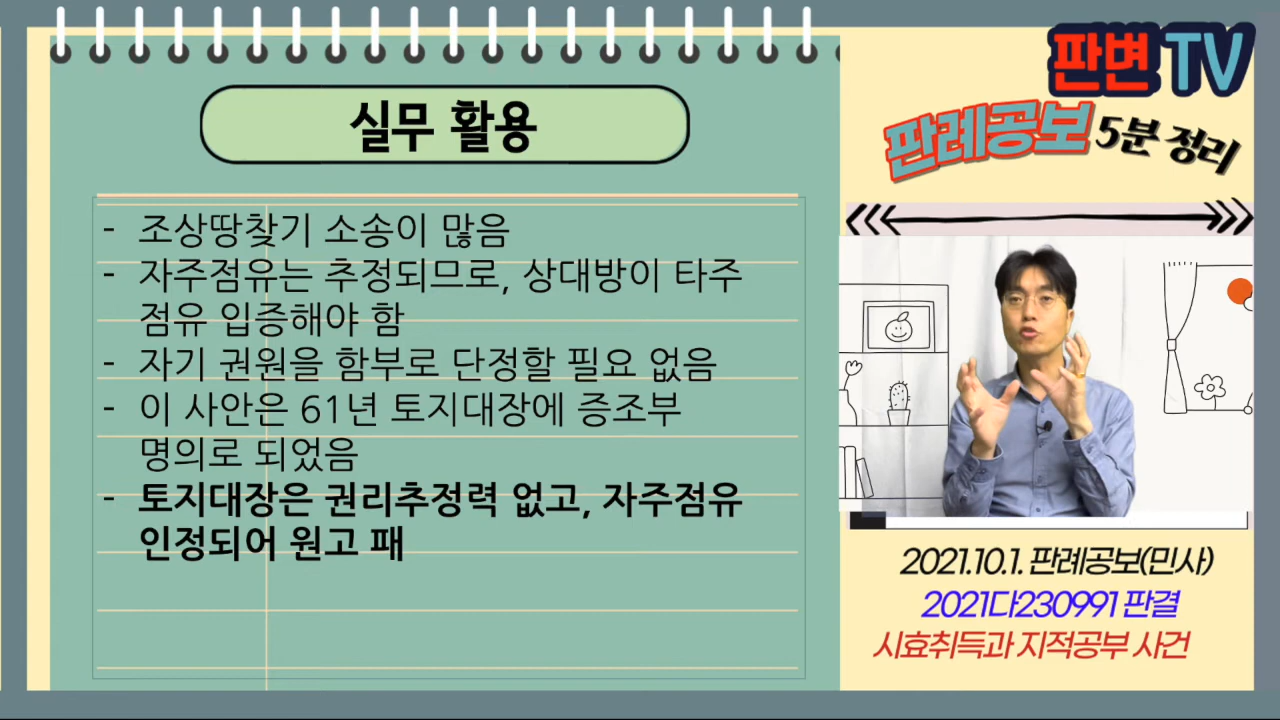 실무 활용
- 조상땅찾기 소송이 많음
- 자주점유는 추정되므로, 상대방이 타주
점유 입증해야 함
- 자기 권원을 함부로 단정할 필요 없음
- 이 사안은 61년 토지대장에 증조부
명의로 되었음
- 토지대장은 권리추정력 없고, 자주점유
인정되어 원고 패
판변 TV
판례공보 5분 정리
2021.10.1. 판례공보(민사)
2021다230991 판결
시효취득과 지적공부 사건